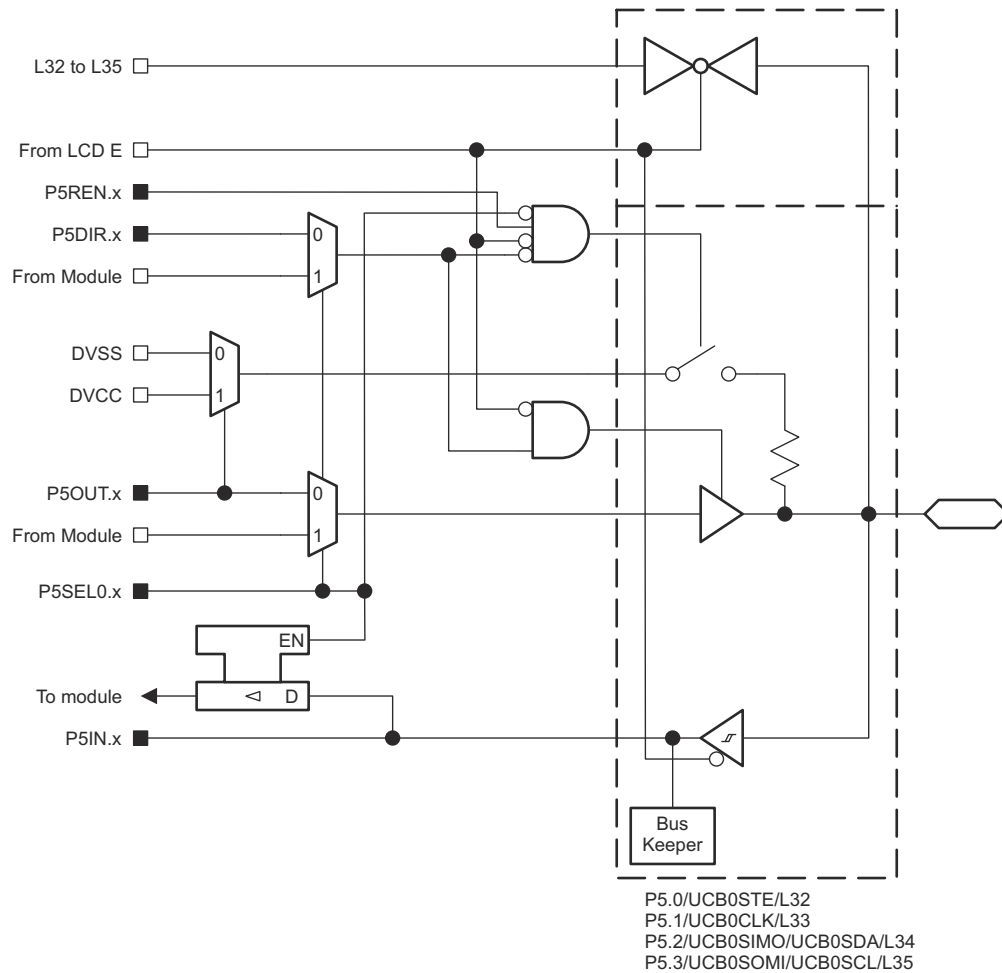 L32 to L35
From LCD E
P5REN.x
P5DIR.x
0
From Module
1
DVSS
0
DVCC
1
P5OUT.x
0
From Module
1
P5SEL0.x
EN
To module
D
P5IN.x
Bus
Keeper
P5.0/UCB0STE/L32
P5.1/UCB0CLK/L33
P5.2/UCB0SIMO/UCB0SDA/L34
P5.3/UCB0SOMI/UCB0SCL/L35